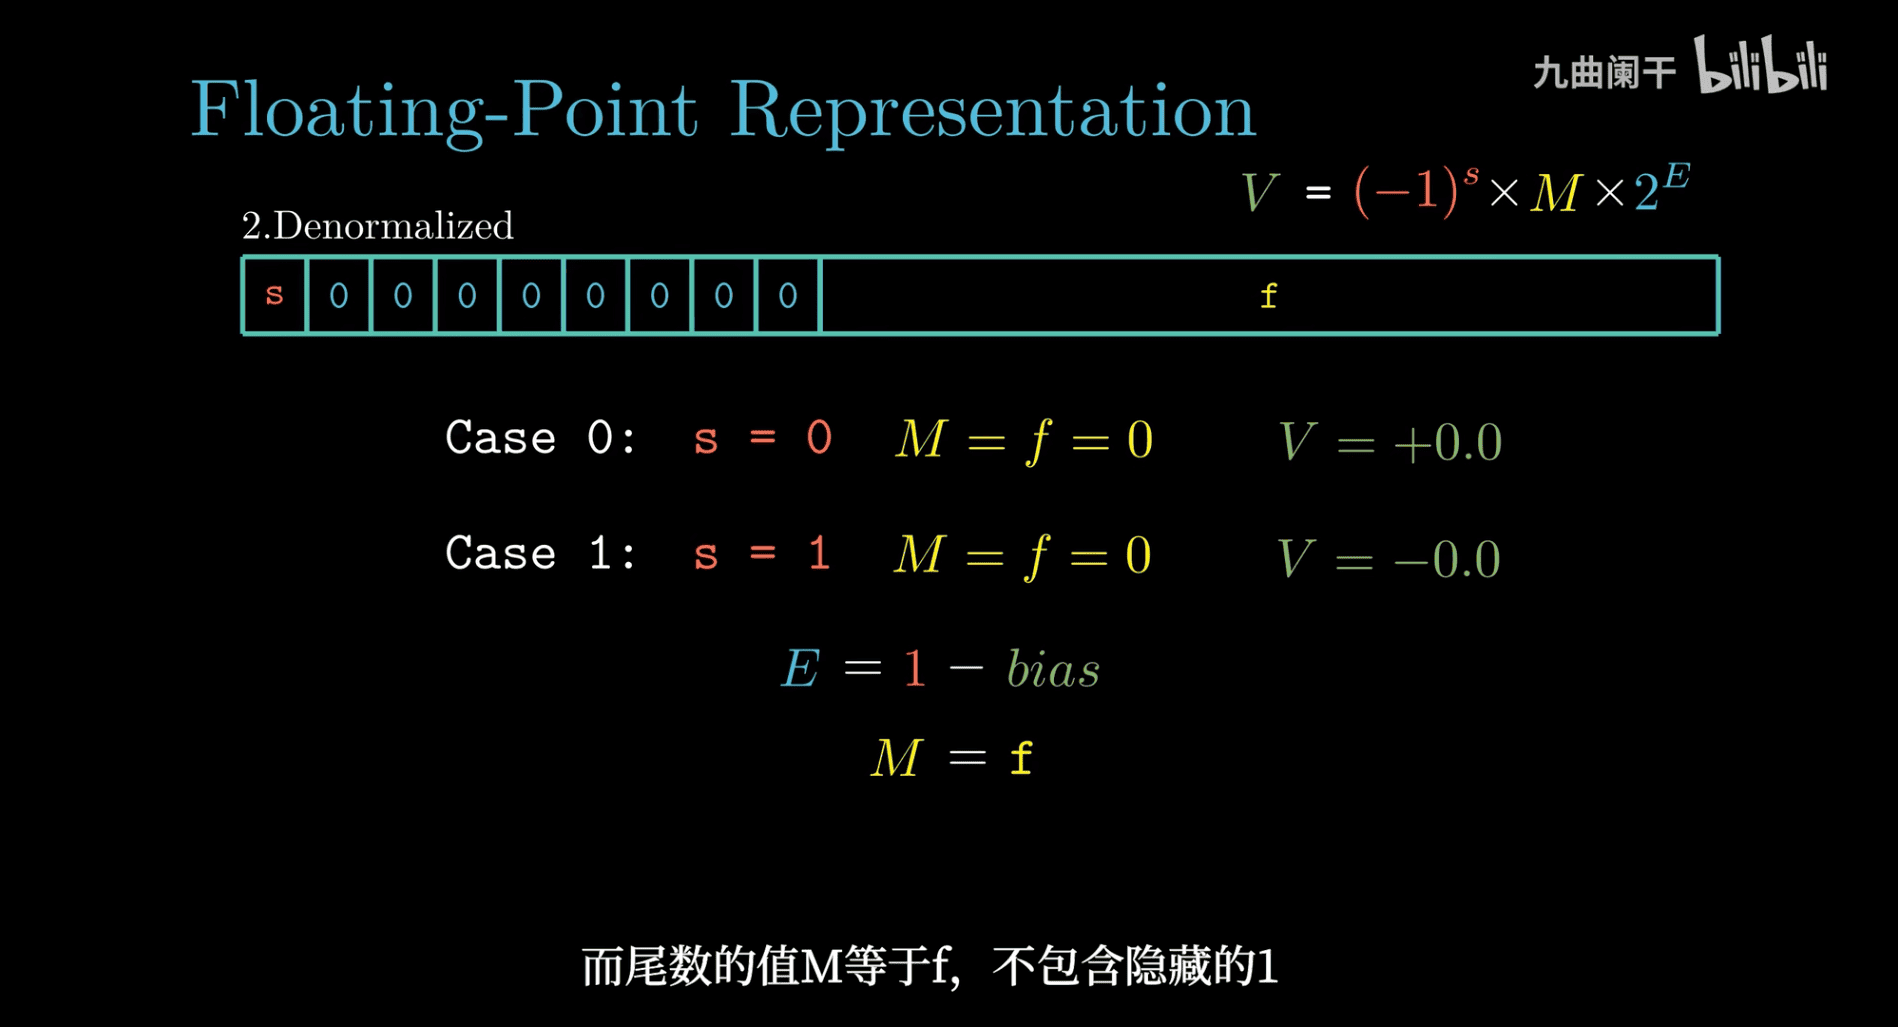 九曲阑干 bilibili
Floating-Point Representation
V = (−1)^s × M × 2^E
2.Denormalized
s 0 0 0 0 0 0 0 0 f
Case 0: s = 0 M = f = 0 V = +0.0
Case 1: s = 1 M = f = 0 V = −0.0
E = 1 − bias
M = f
而尾数的值M等于f，不包含隐藏的1